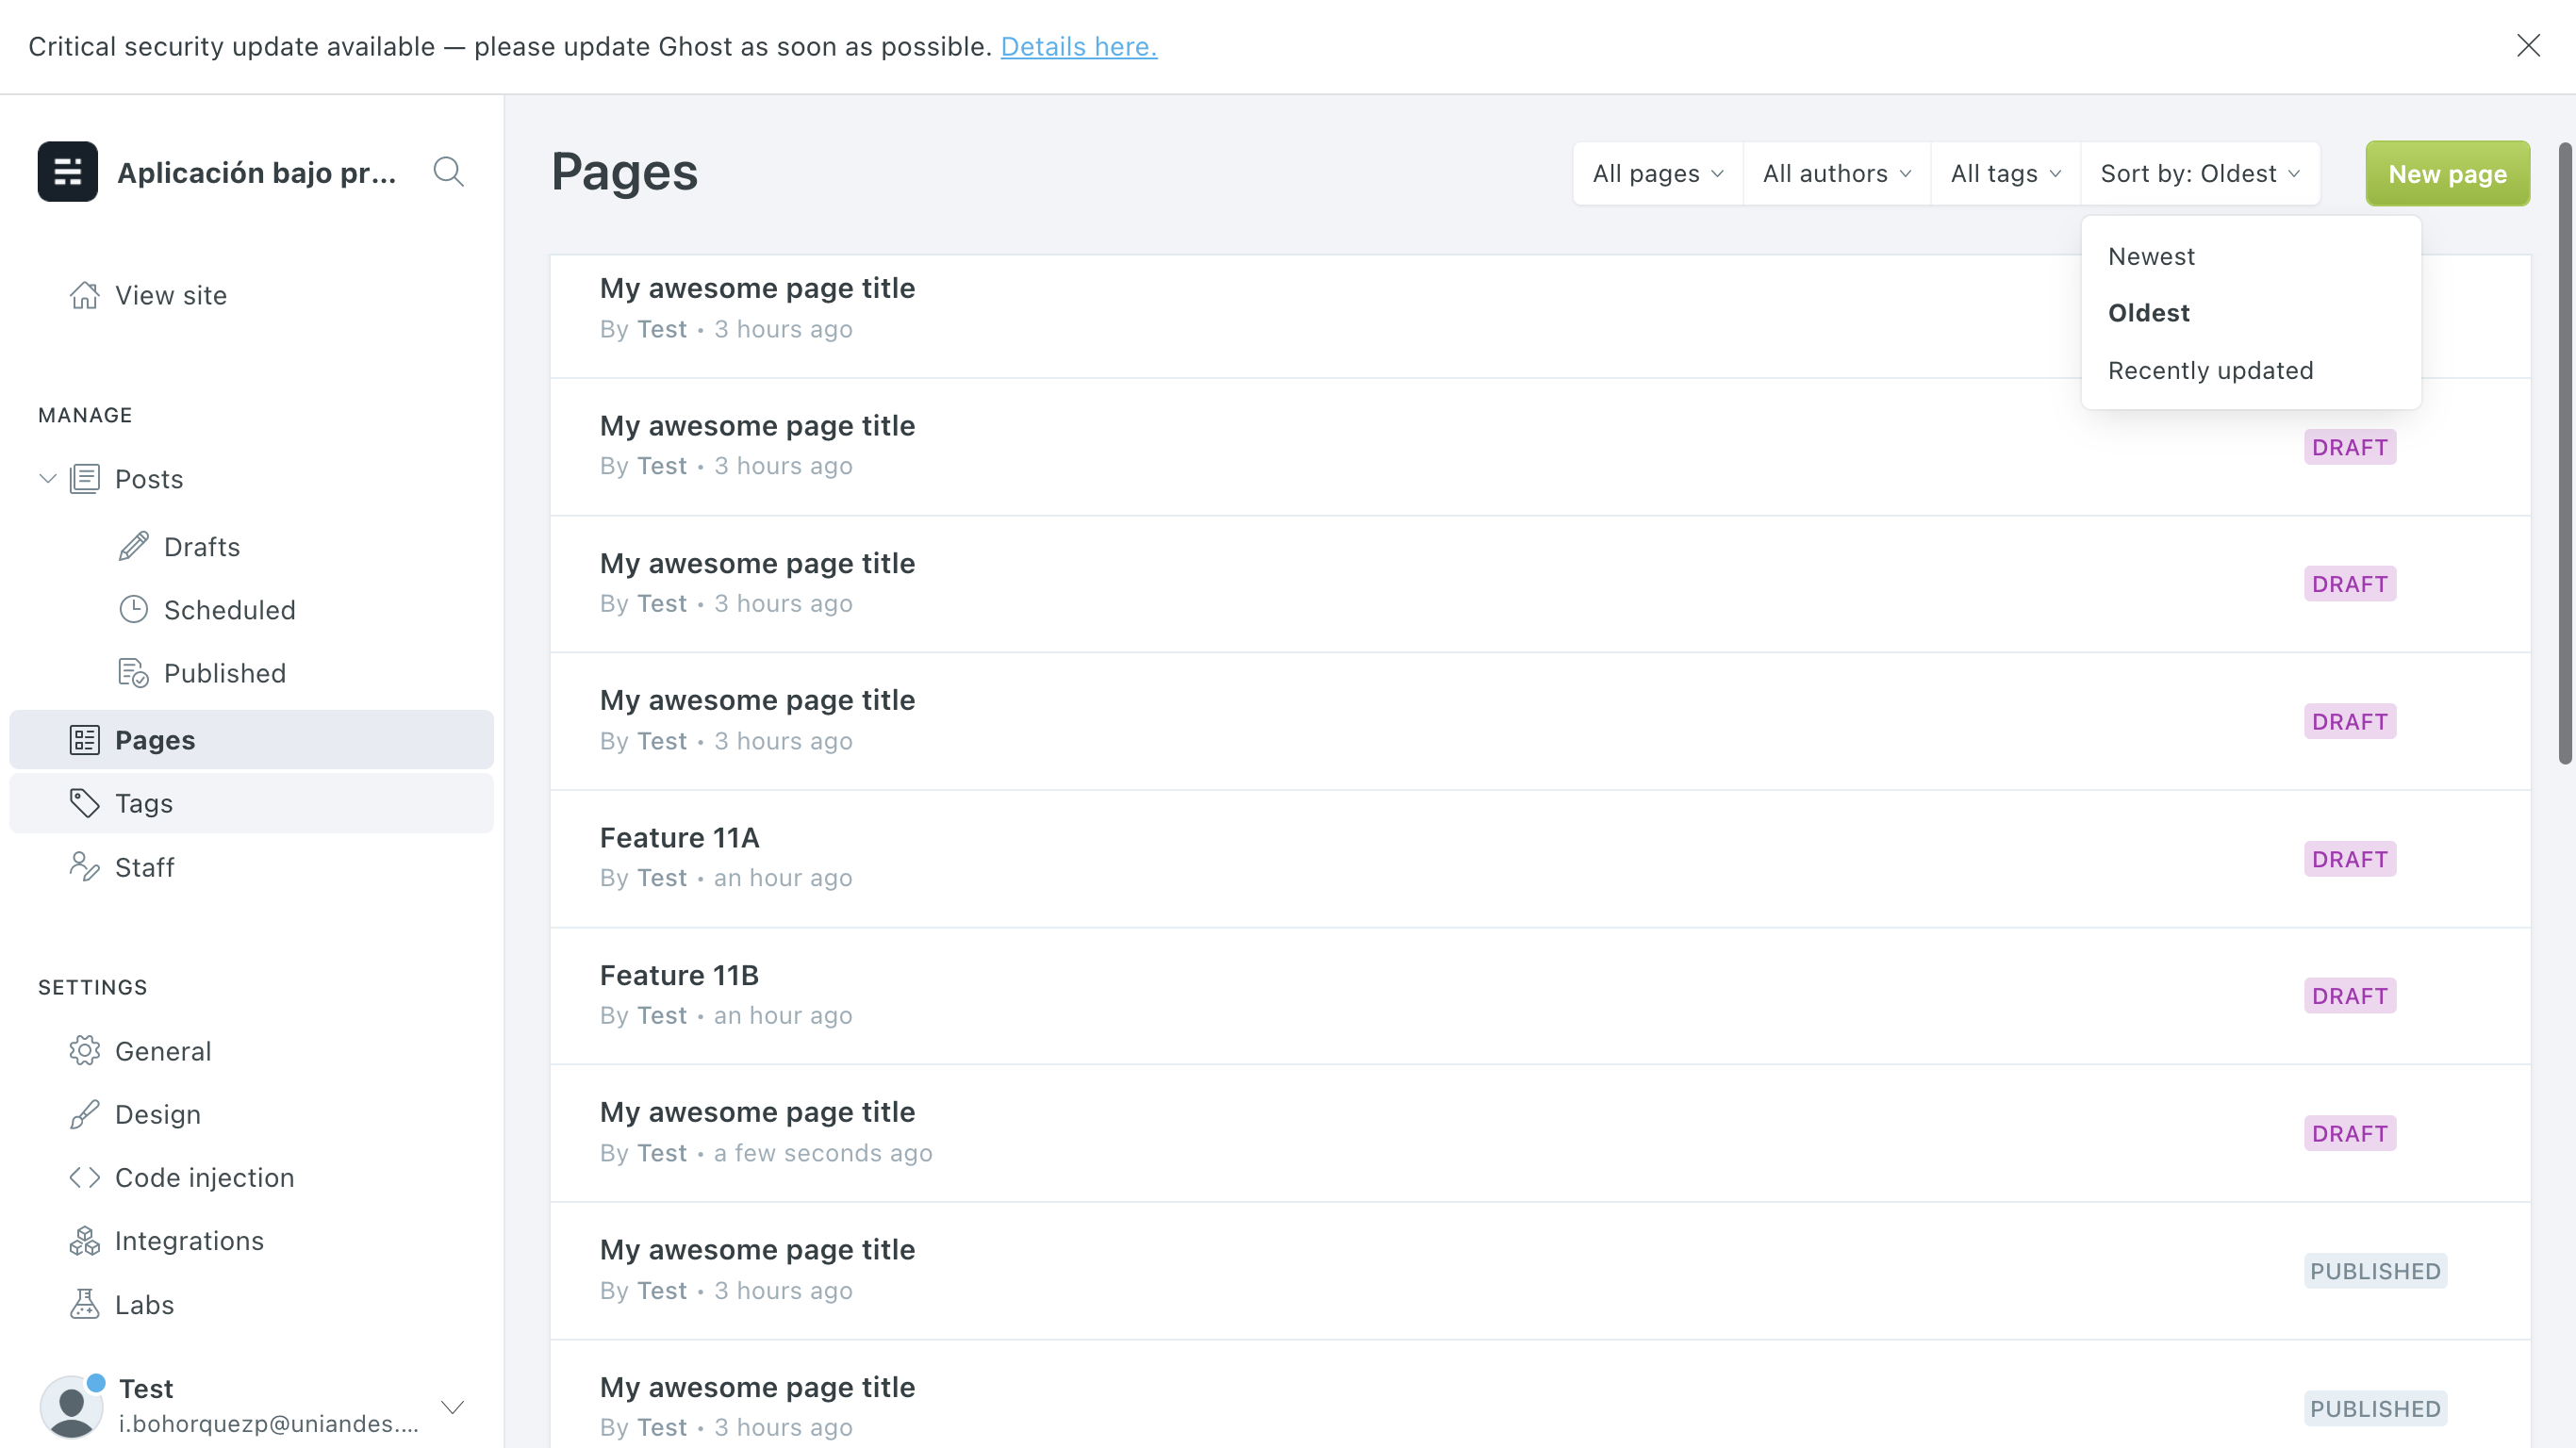 Critical security update available — please update Ghost as soon as possible. Details here.
Aplicación bajo pr...
View site
MANAGE
Posts
Drafts
Scheduled
Published
Pages
Tags
Staff
SETTINGS
General
Design
Code injection
Integrations
Labs
Test
i.bohorquezp@uniandes....
Pages
All pages
All authors
All tags
Sort by: Oldest
New page
Newest
Oldest
Recently updated
My awesome page title
By Test • 3 hours ago
My awesome page title
By Test • 3 hours ago
DRAFT
My awesome page title
By Test • 3 hours ago
DRAFT
My awesome page title
By Test • 3 hours ago
DRAFT
Feature 11A
By Test • an hour ago
DRAFT
Feature 11B
By Test • an hour ago
DRAFT
My awesome page title
By Test • a few seconds ago
DRAFT
My awesome page title
By Test • 3 hours ago
PUBLISHED
My awesome page title
By Test • 3 hours ago
PUBLISHED